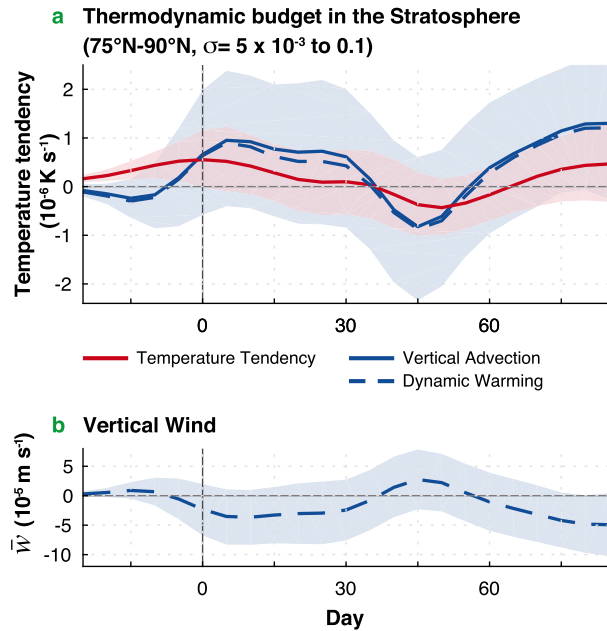 a Thermodynamic budget in the Stratosphere
(75°N-90°N, σ= 5 x 10⁻³ to 0.1)
Temperature tendency
(10⁻⁶ K s⁻¹)
2
1
0
-1
-2
0 30 60
Temperature Tendency
Vertical Advection
Dynamic Warming
b Vertical Wind
w̅ (10⁻⁵ m s⁻¹)
5
0
-5
-10
0 30 60
Day